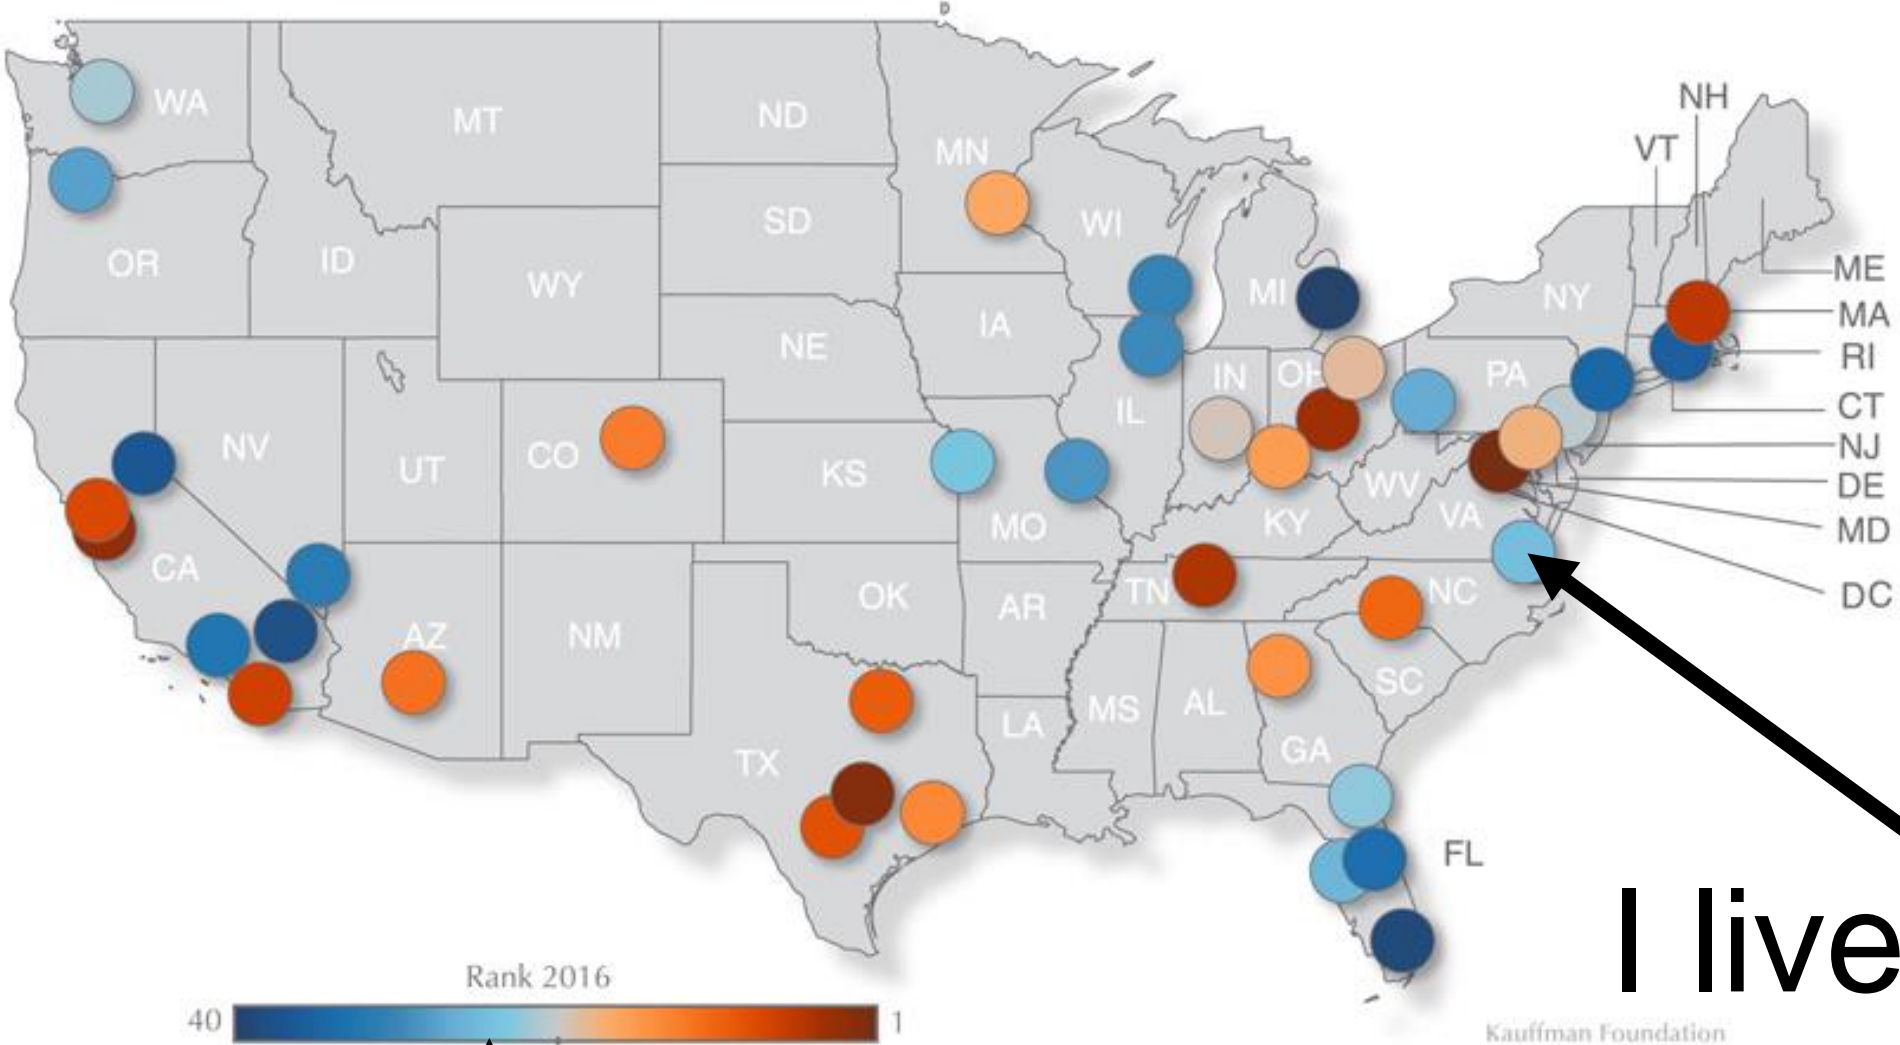 D
NH
WA
MT
ND
MN
VT
SD
WI
OR
ID
WY
MI
NY
ME
MA
IA
NE
RI
IN
OH
PA
CT
IL
NV
CO
UT
KS
NJ
WV
DE
MO
KY
VA
MD
CA
TN
NC
DC
OK
AR
AZ
NM
SC
MS
AL
LA
GA
TX
FL
I live
Rank 2016
40
1
Kauffman Foundation